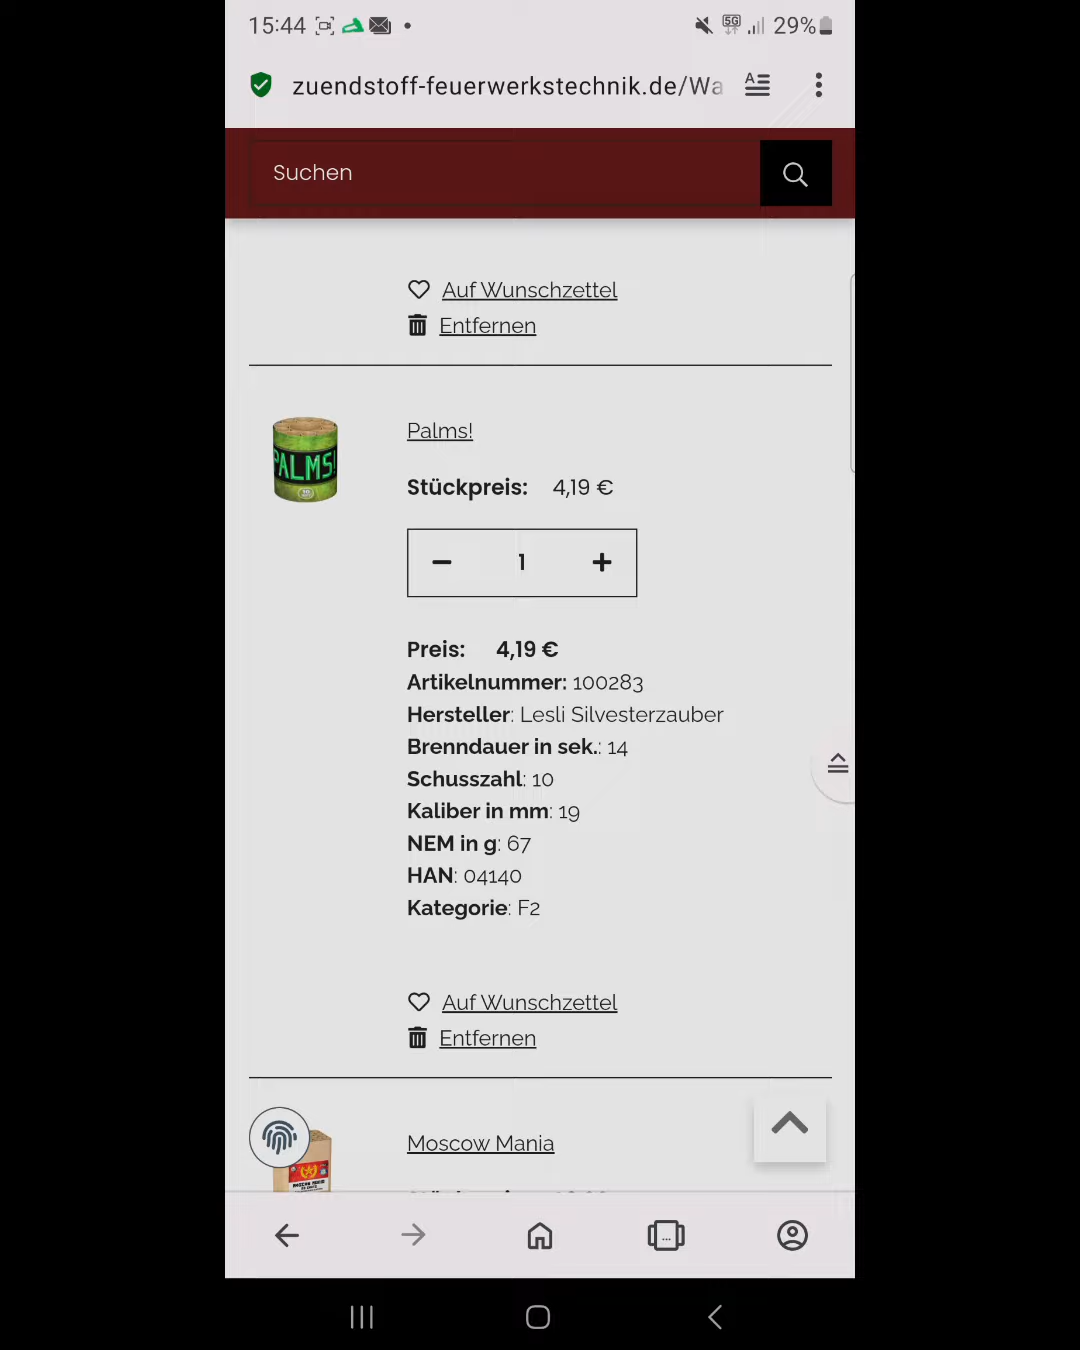 15:44
5G
29%
zuendstoff-feuerwerkstechnik.de/Wa
Suchen
Auf Wunschzettel
Entfernen
PALMS!
Palms!
Stückpreis: 4,19 €
1
Preis: 4,19 €
Artikelnummer: 100283
Hersteller: Lesli Silvesterzauber
Brenndauer in sek.: 14
Schusszahl: 10
Kaliber in mm: 19
NEM in g: 67
HAN: 04140
Kategorie: F2
Auf Wunschzettel
Entfernen
Moscow Mania